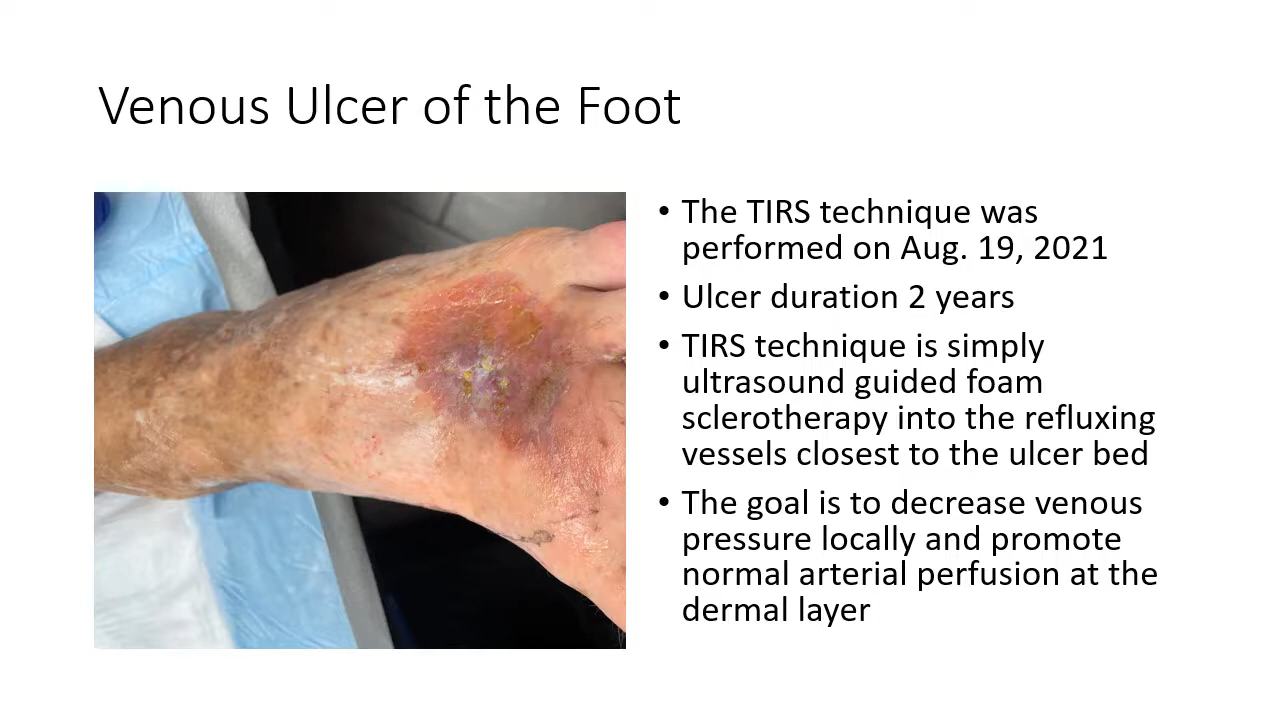 Venous Ulcer of the Foot
• The TIRS technique was
performed on Aug. 19, 2021
• Ulcer duration 2 years
• TIRS technique is simply
ultrasound guided foam
sclerotherapy into the refluxing
vessels closest to the ulcer bed
• The goal is to decrease venous
pressure locally and promote
normal arterial perfusion at the
dermal layer